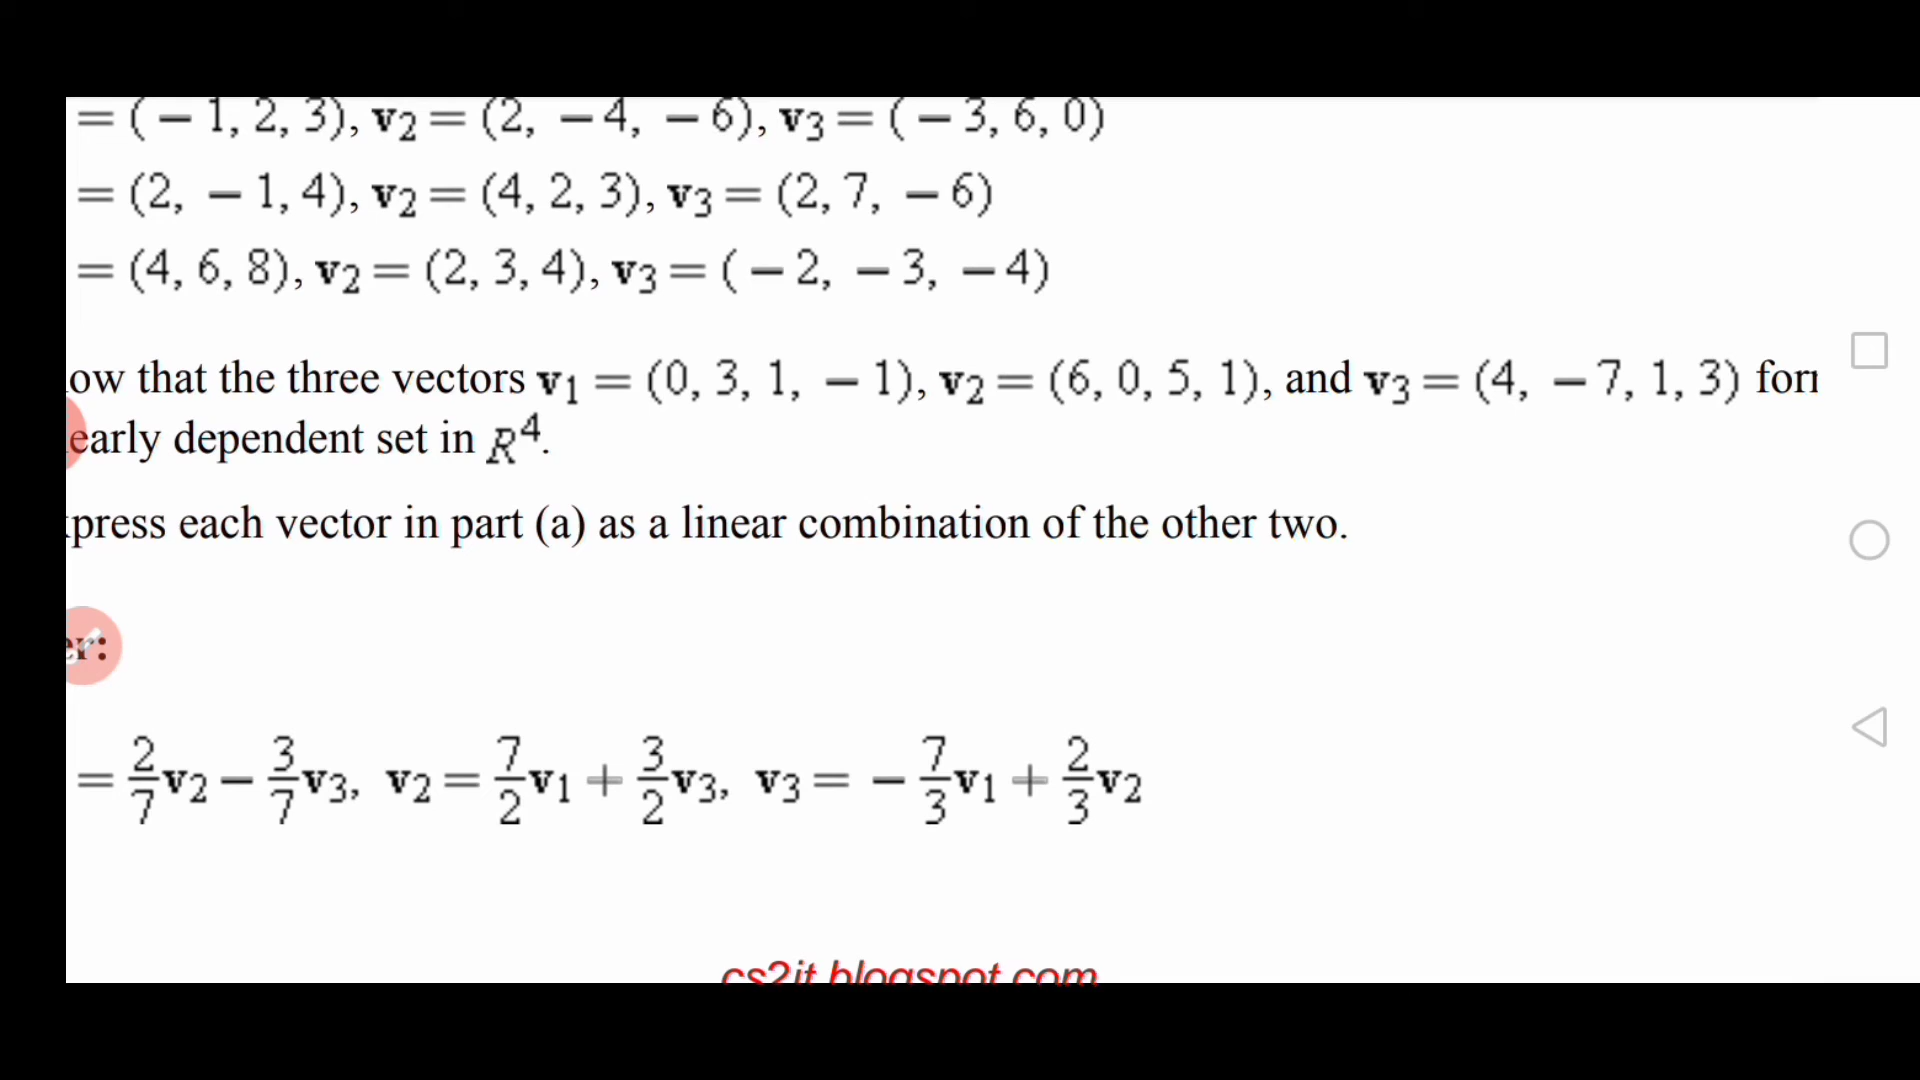 = (−1, 2, 3), v₂ = (2, −4, −6), v₃ = (−3, 6, 0)
= (2, −1, 4), v₂ = (4, 2, 3), v₃ = (2, 7, −6)
= (4, 6, 8), v₂ = (2, 3, 4), v₃ = (−2, −3, −4)
ow that the three vectors v₁ = (0, 3, 1, −1), v₂ = (6, 0, 5, 1), and v₃ = (4, −7, 1, 3) forn
early dependent set in R⁴.
press each vector in part (a) as a linear combination of the other two.
er:
= 2/7 v₂ − 3/7 v₃, v₂ = 7/2 v₁ + 3/2 v₃, v₃ = −7/3 v₁ + 2/3 v₂
cs2it.blogspot.com